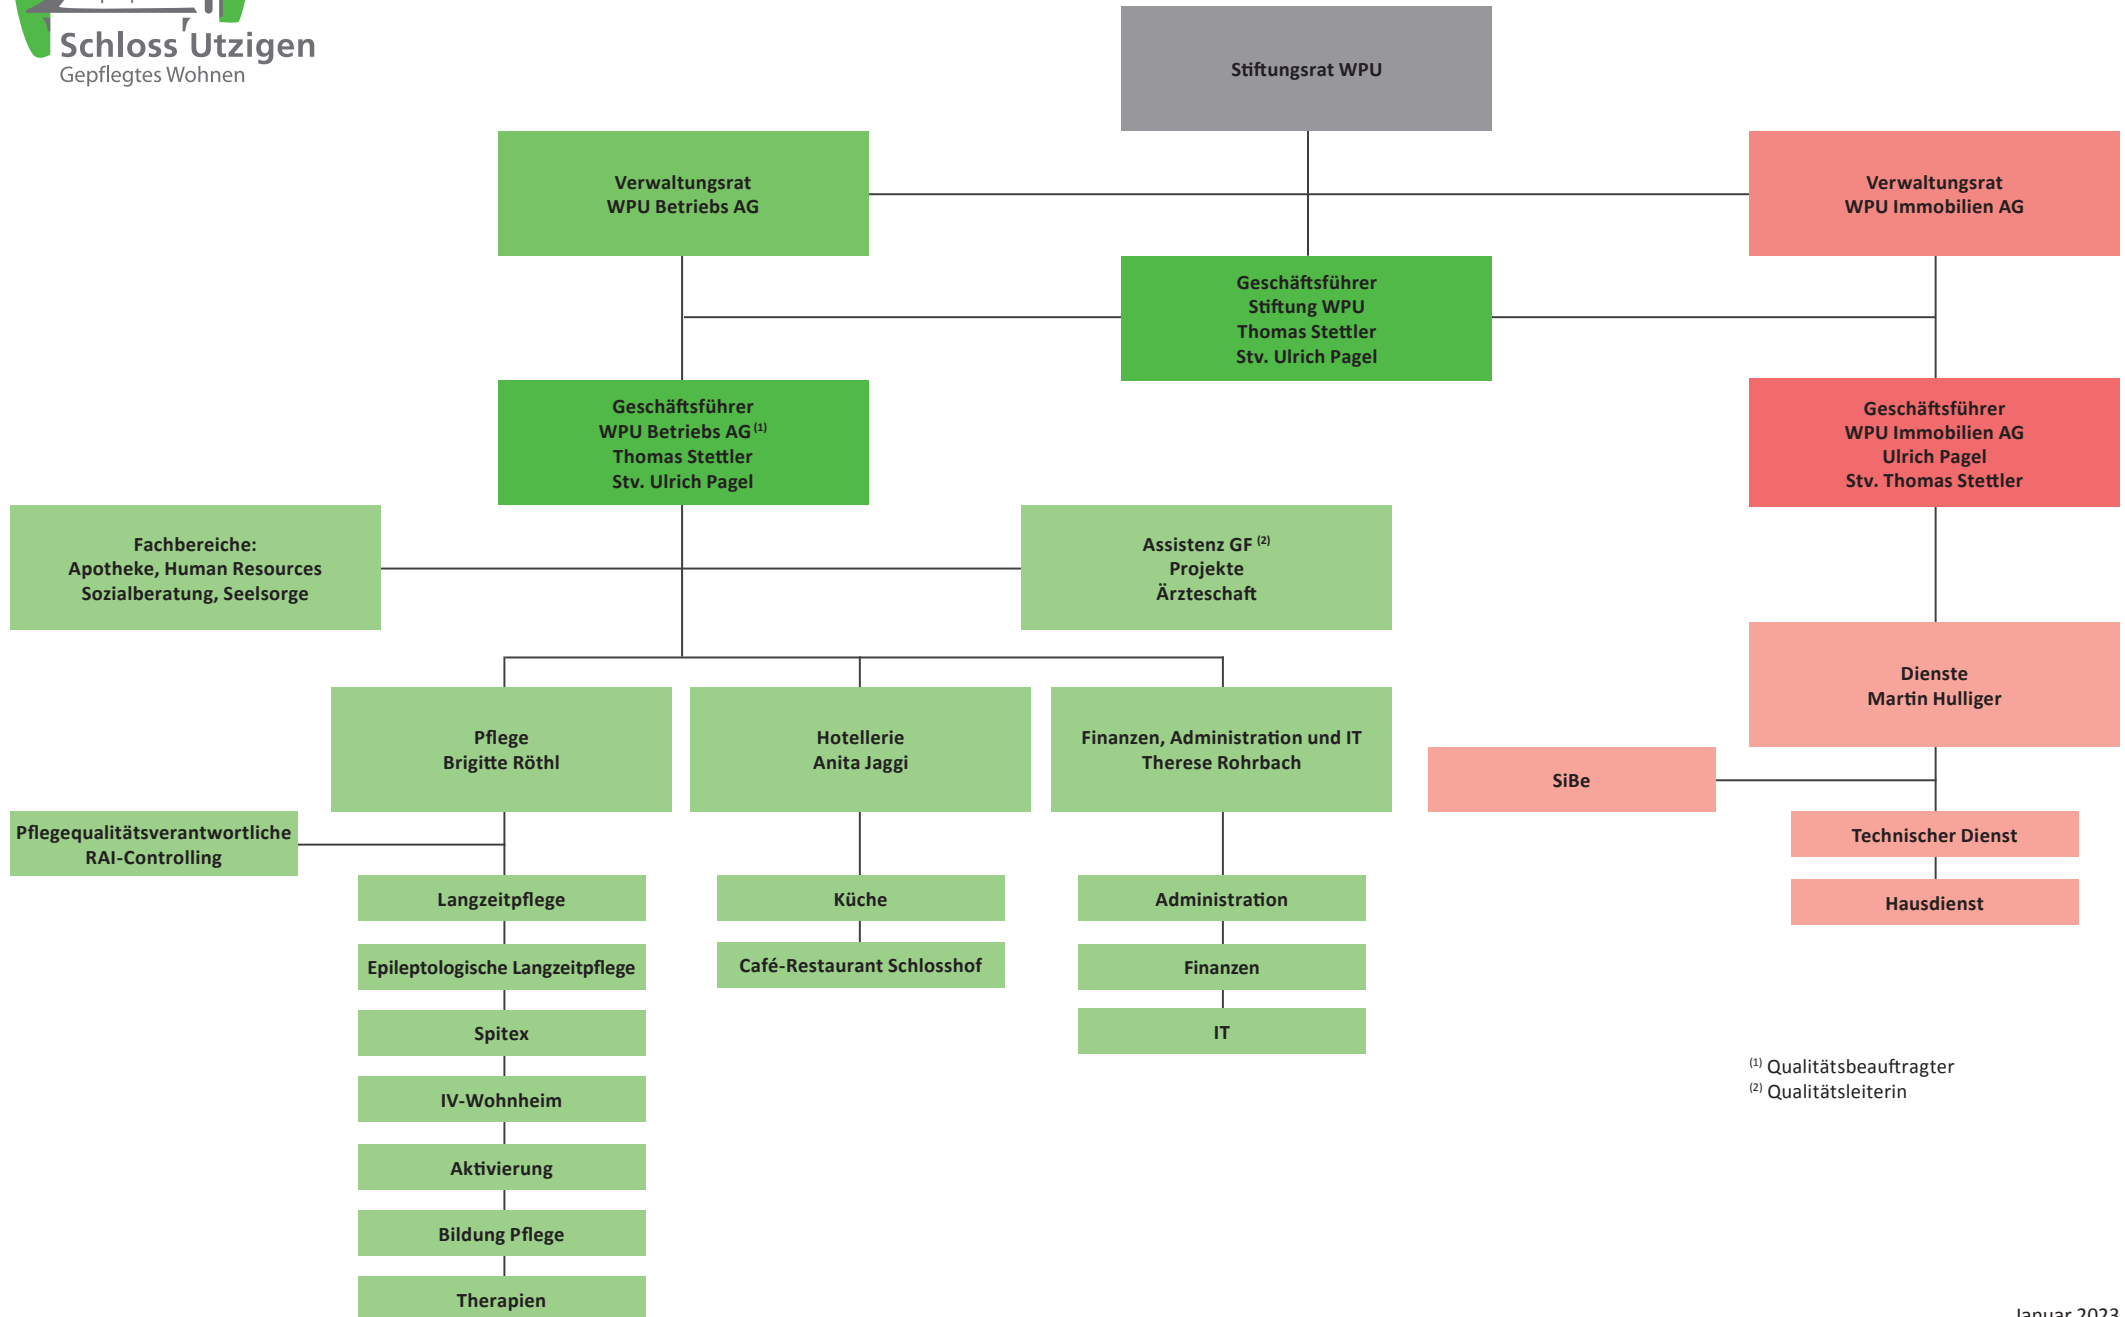 Schloss Utzigen
Gepflegtes Wohnen
Stiftungsrat WPU
Verwaltungsrat
WPU Betriebs AG
Verwaltungsrat
WPU Immobilien AG
Geschäftsführer
Stiftung WPU
Thomas Stettler
Stv. Ulrich Pagel
Geschäftsführer
WPU Betriebs AG (1)
Thomas Stettler
Stv. Ulrich Pagel
Geschäftsführer
WPU Immobilien AG
Ulrich Pagel
Stv. Thomas Stettler
Fachbereiche:
Apotheke, Human Resources
Sozialberatung, Seelsorge
Assistenz GF (2)
Projekte
Ärzteschaft
Dienste
Martin Hulliger
Pflege
Brigitte Röthl
Hotellerie
Anita Jaggi
Finanzen, Administration und IT
Therese Rohrbach
SiBe
Pflegequalitätsverantwortliche
RAI-Controlling
Technischer Dienst
Hausdienst
Langzeitpflege
Epileptologische Langzeitpflege
Spitex
IV-Wohnheim
Aktivierung
Bildung Pflege
Therapien
Küche
Café-Restaurant Schlosshof
Administration
Finanzen
IT
(1) Qualitätsbeauftragter
(2) Qualitätsleiterin
Januar 2023